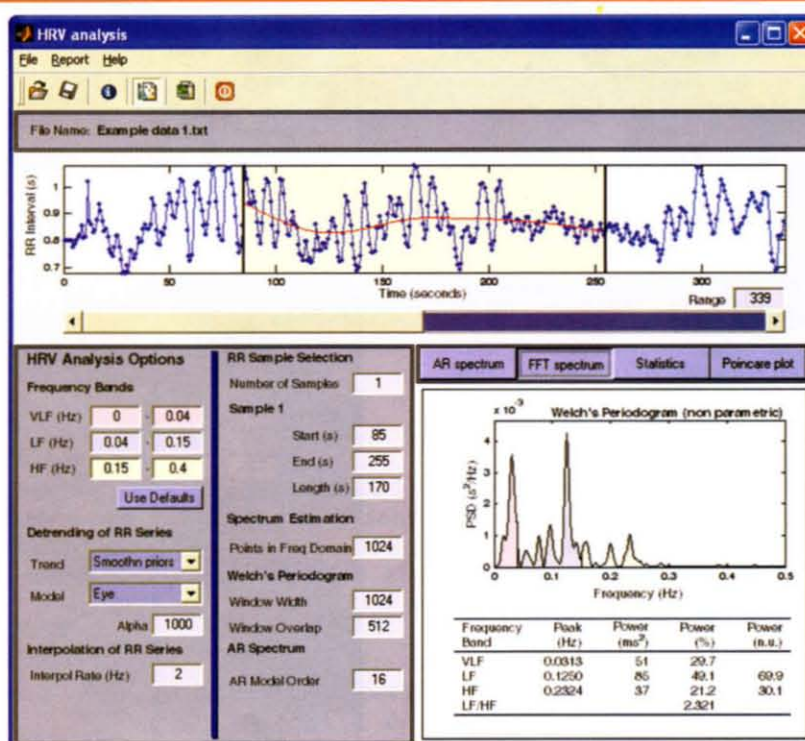 HRV analysis
File Report Help
File Name: Example data 1.txt
RR Interval (s)
1
0.9
0.8
0.7
0 50 100 150 200 250 300
Time (seconds)
Range 339
HRV Analysis Options
Frequency Bands
VLF (Hz) 0 - 0.04
LF (Hz) 0.04 - 0.15
HF (Hz) 0.15 - 0.4
Use Defaults
Detrending of RR Series
Trend Smoothn priors
Model Eye
Alpha 1000
Interpolation of RR Series
Interpol Rate (Hz) 2
RR Sample Selection
Number of Samples 1
Sample 1
Start (s) 85
End (s) 255
Length (s) 170
Spectrum Estimation
Points in Freq Domain 1024
Welch's Periodogram
Window Width 1024
Window Overlap 512
AR Spectrum
AR Model Order 16
AR spectrum FFT spectrum Statistics Poincare plot
x 10⁻³ Welch's Periodogram (non parametric)
PSD (s²/Hz)
4
3
2
1
0
0 0.1 0.2 0.3 0.4 0.5
Frequency (Hz)
Frequency Band Peak (Hz) Power (ms²) Power (%) Power (n.u.)
VLF 0.0313 51 29.7
LF 0.1250 85 49.1 69.9
HF 0.2324 37 21.2 30.1
LF/HF 2.321